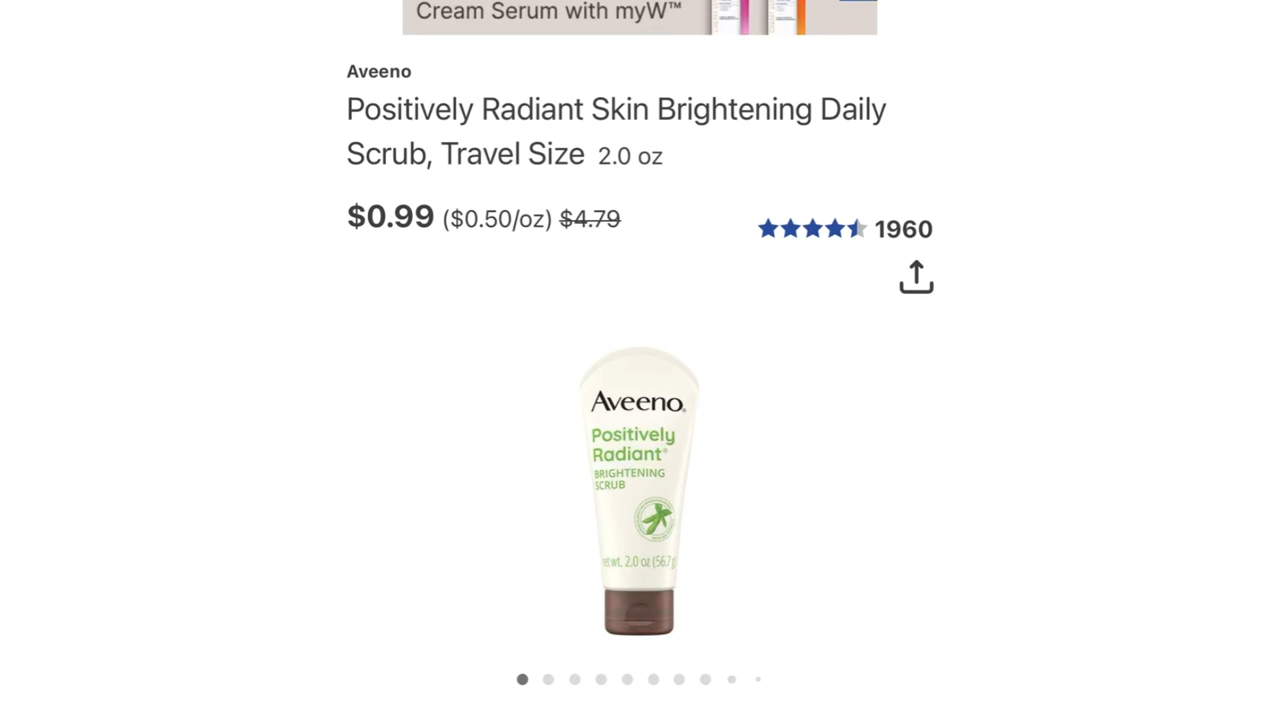 Cream Serum with myW™
Aveeno
Positively Radiant Skin Brightening Daily
Scrub, Travel Size 2.0 oz
$0.99 ($0.50/oz) $4.79
1960
Aveeno®
Positively
Radiant®
BRIGHTENING
SCRUB
net wt. 2.0 oz (56.7 g